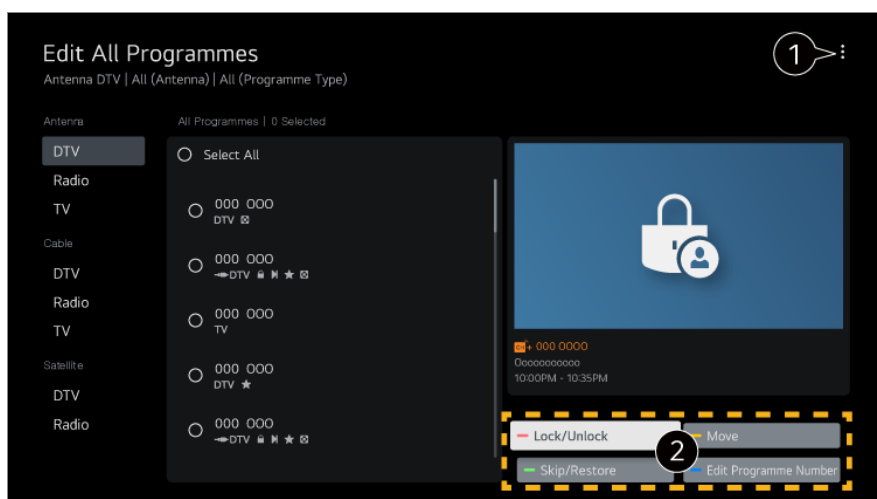 Edit All Programmes
Antenna DTV | All (Antenna) | All (Programme Type)
1
Antenna
DTV
Radio
TV
Cable
DTV
Radio
TV
Satellite
DTV
Radio
All Programmes | 0 Selected
Select All
000 000
DTV
000 000
DTV
000 000
TV
000 000
DTV
000 000
DTV
000 0000
Ooooooooooo
10:00PM - 10:35PM
Lock/Unlock
Move
2
Skip/Restore
Edit Programme Number